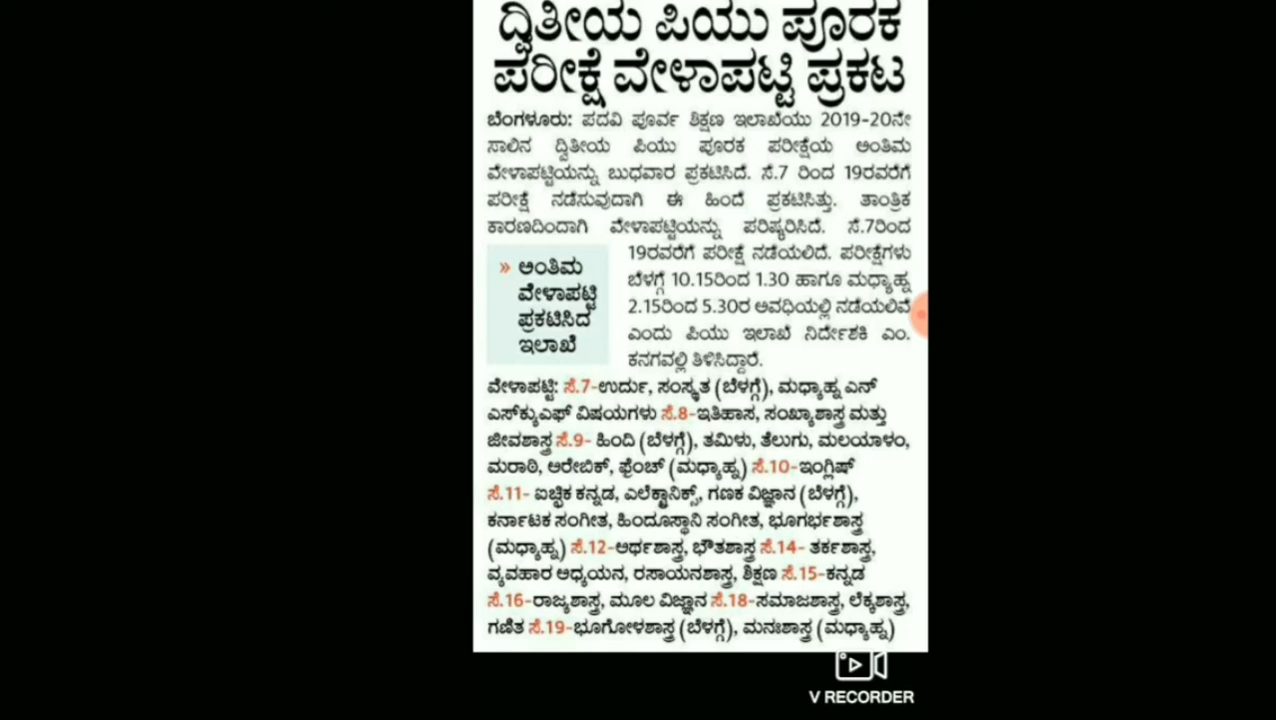 ದ್ವಿತೀಯ ಪಿಯು ಪೂರಕ
ಪರೀಕ್ಷೆ ವೇಳಾಪಟ್ಟಿ ಪ್ರಕಟ
ಬೆಂಗಳೂರು: ಪದವಿ ಪೂರ್ವ ಶಿಕ್ಷಣ ಇಲಾಖೆಯು 2019-20ನೇ
ಸಾಲಿನ ದ್ವಿತೀಯ ಪಿಯು ಪೂರಕ ಪರೀಕ್ಷೆಯ ಅಂತಿಮ
ವೇಳಾಪಟ್ಟಿಯನ್ನು ಬುಧವಾರ ಪ್ರಕಟಿಸಿದೆ. ಸೆ.7 ರಿಂದ 19ರವರೆಗೆ
ಪರೀಕ್ಷೆ ನಡೆಸುವುದಾಗಿ ಈ ಹಿಂದೆ ಪ್ರಕಟಿಸಿತ್ತು. ತಾಂತ್ರಿಕ
ಕಾರಣದಿಂದಾಗಿ ವೇಳಾಪಟ್ಟಿಯನ್ನು ಪರಿಷ್ಕರಿಸಿದೆ. ಸೆ.7ರಿಂದ
19ರವರೆಗೆ ಪರೀಕ್ಷೆ ನಡೆಯಲಿದೆ. ಪರೀಕ್ಷೆಗಳು
ಬೆಳಗ್ಗೆ 10.15ರಿಂದ 1.30 ಹಾಗೂ ಮಧ್ಯಾಹ್ನ
2.15ರಿಂದ 5.30ರ ಅವಧಿಯಲ್ಲಿ ನಡೆಯಲಿವೆ
ಎಂದು ಪಿಯು ಇಲಾಖೆ ನಿರ್ದೇಶಕಿ ಎಂ.
ಕನಗವಲ್ಲಿ ತಿಳಿಸಿದ್ದಾರೆ.
» ಅಂತಿಮ
ವೇಳಾಪಟ್ಟಿ
ಪ್ರಕಟಿಸಿದ
ಇಲಾಖೆ
ವೇಳಾಪಟ್ಟಿ: ಸೆ.7-ಉರ್ದು, ಸಂಸ್ಕೃತ (ಬೆಳಗ್ಗೆ), ಮಧ್ಯಾಹ್ನ ಎನ್
ಎಸ್‌ಕ್ಯುಎಫ್ ವಿಷಯಗಳು ಸೆ.8-ಇತಿಹಾಸ, ಸಂಖ್ಯಾಶಾಸ್ತ್ರ ಮತ್ತು
ಜೀವಶಾಸ್ತ್ರ ಸೆ.9- ಹಿಂದಿ (ಬೆಳಗ್ಗೆ), ತಮಿಳು, ತೆಲುಗು, ಮಲಯಾಳಂ,
ಮರಾಠಿ, ಅರೇಬಿಕ್, ಫ್ರೆಂಚ್ (ಮಧ್ಯಾಹ್ನ) ಸೆ.10-ಇಂಗ್ಲಿಷ್
ಸೆ.11- ಐಚ್ಛಿಕ ಕನ್ನಡ, ಎಲೆಕ್ಟ್ರಾನಿಕ್ಸ್, ಗಣಕ ವಿಜ್ಞಾನ (ಬೆಳಗ್ಗೆ),
ಕರ್ನಾಟಕ ಸಂಗೀತ, ಹಿಂದೂಸ್ಥಾನಿ ಸಂಗೀತ, ಭೂಗರ್ಭಶಾಸ್ತ್ರ
(ಮಧ್ಯಾಹ್ನ) ಸೆ.12-ಅರ್ಥಶಾಸ್ತ್ರ, ಭೌತಶಾಸ್ತ್ರ ಸೆ.14- ತರ್ಕಶಾಸ್ತ್ರ,
ವ್ಯವಹಾರ ಅಧ್ಯಯನ, ರಸಾಯನಶಾಸ್ತ್ರ, ಶಿಕ್ಷಣ ಸೆ.15-ಕನ್ನಡ
ಸೆ.16-ರಾಜ್ಯಶಾಸ್ತ್ರ, ಮೂಲ ವಿಜ್ಞಾನ ಸೆ.18-ಸಮಾಜಶಾಸ್ತ್ರ, ಲೆಕ್ಕಶಾಸ್ತ್ರ,
ಗಣಿತ ಸೆ.19-ಭೂಗೋಳಶಾಸ್ತ್ರ (ಬೆಳಗ್ಗೆ), ಮನಃಶಾಸ್ತ್ರ (ಮಧ್ಯಾಹ್ನ)
V RECORDER